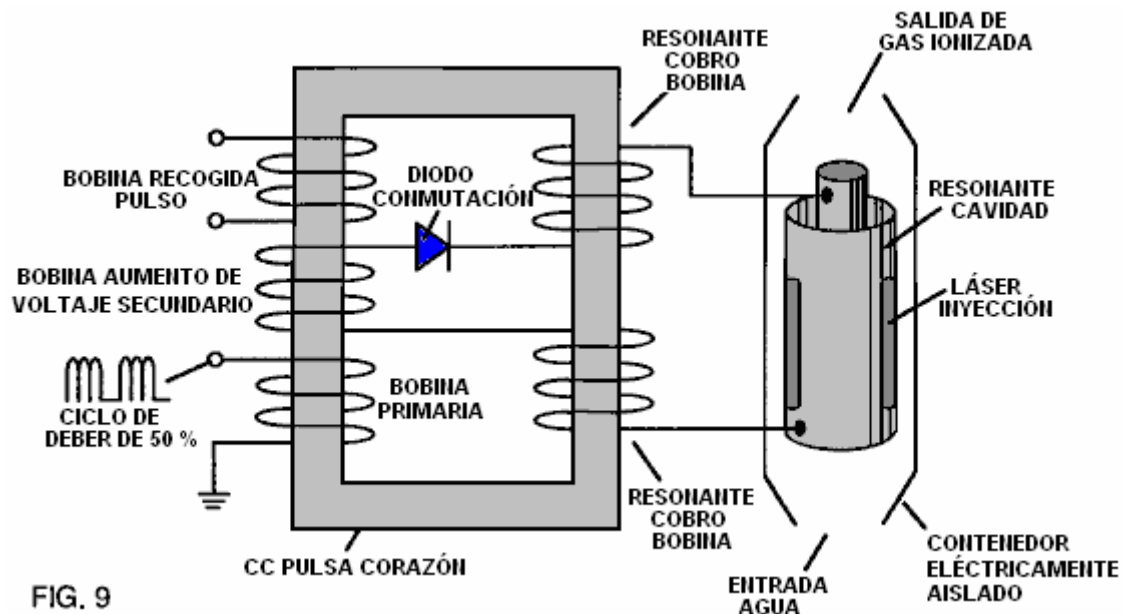 SALIDA DE
GAS IONIZADA
RESONANTE
COBRO
BOBINA
BOBINA RECOGIDA
PULSO
DIODO
CONMUTACIÓN
RESONANTE
CAVIDAD
BOBINA AUMENTO DE
VOLTAJE SECUNDARIO
LÁSER
INYECCIÓN
BOBINA
PRIMARIA
CICLO DE
DEBER DE 50 %
RESONANTE
COBRO
BOBINA
CC PULSA CORAZÓN
ENTRADA
AGUA
CONTENEDOR
ELÉCTRICAMENTE
AISLADO
FIG. 9